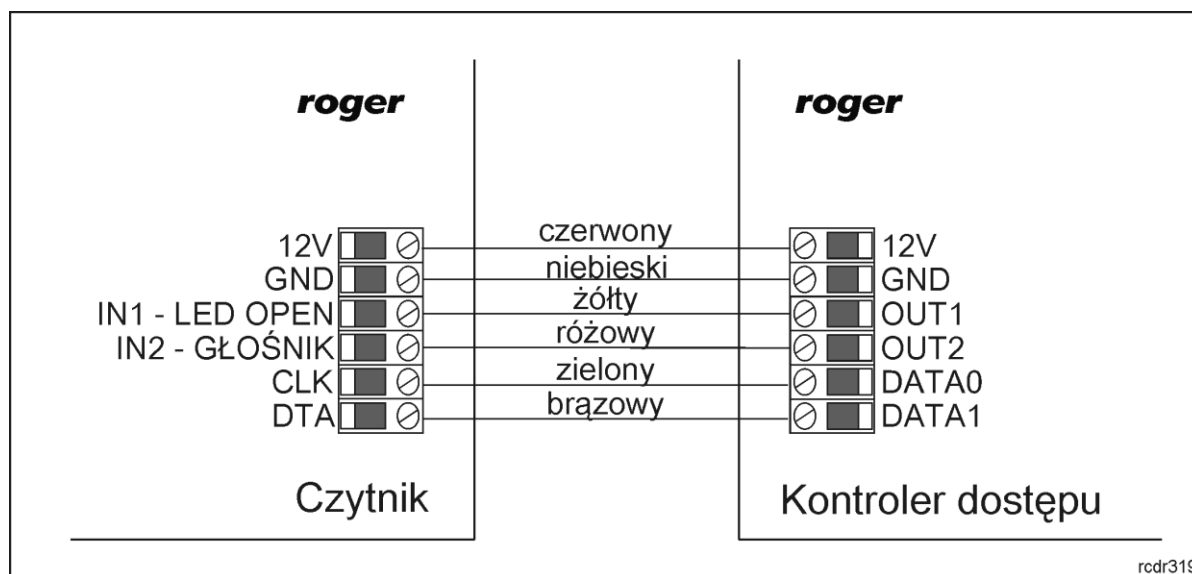 roger
roger
12V czerwony 12V
GND niebieski GND
IN1 - LED OPEN żółty OUT1
IN2 - GŁOŚNIK różowy OUT2
CLK zielony DATA0
DTA brązowy DATA1
Czytnik
Kontroler dostępu
rcdr319